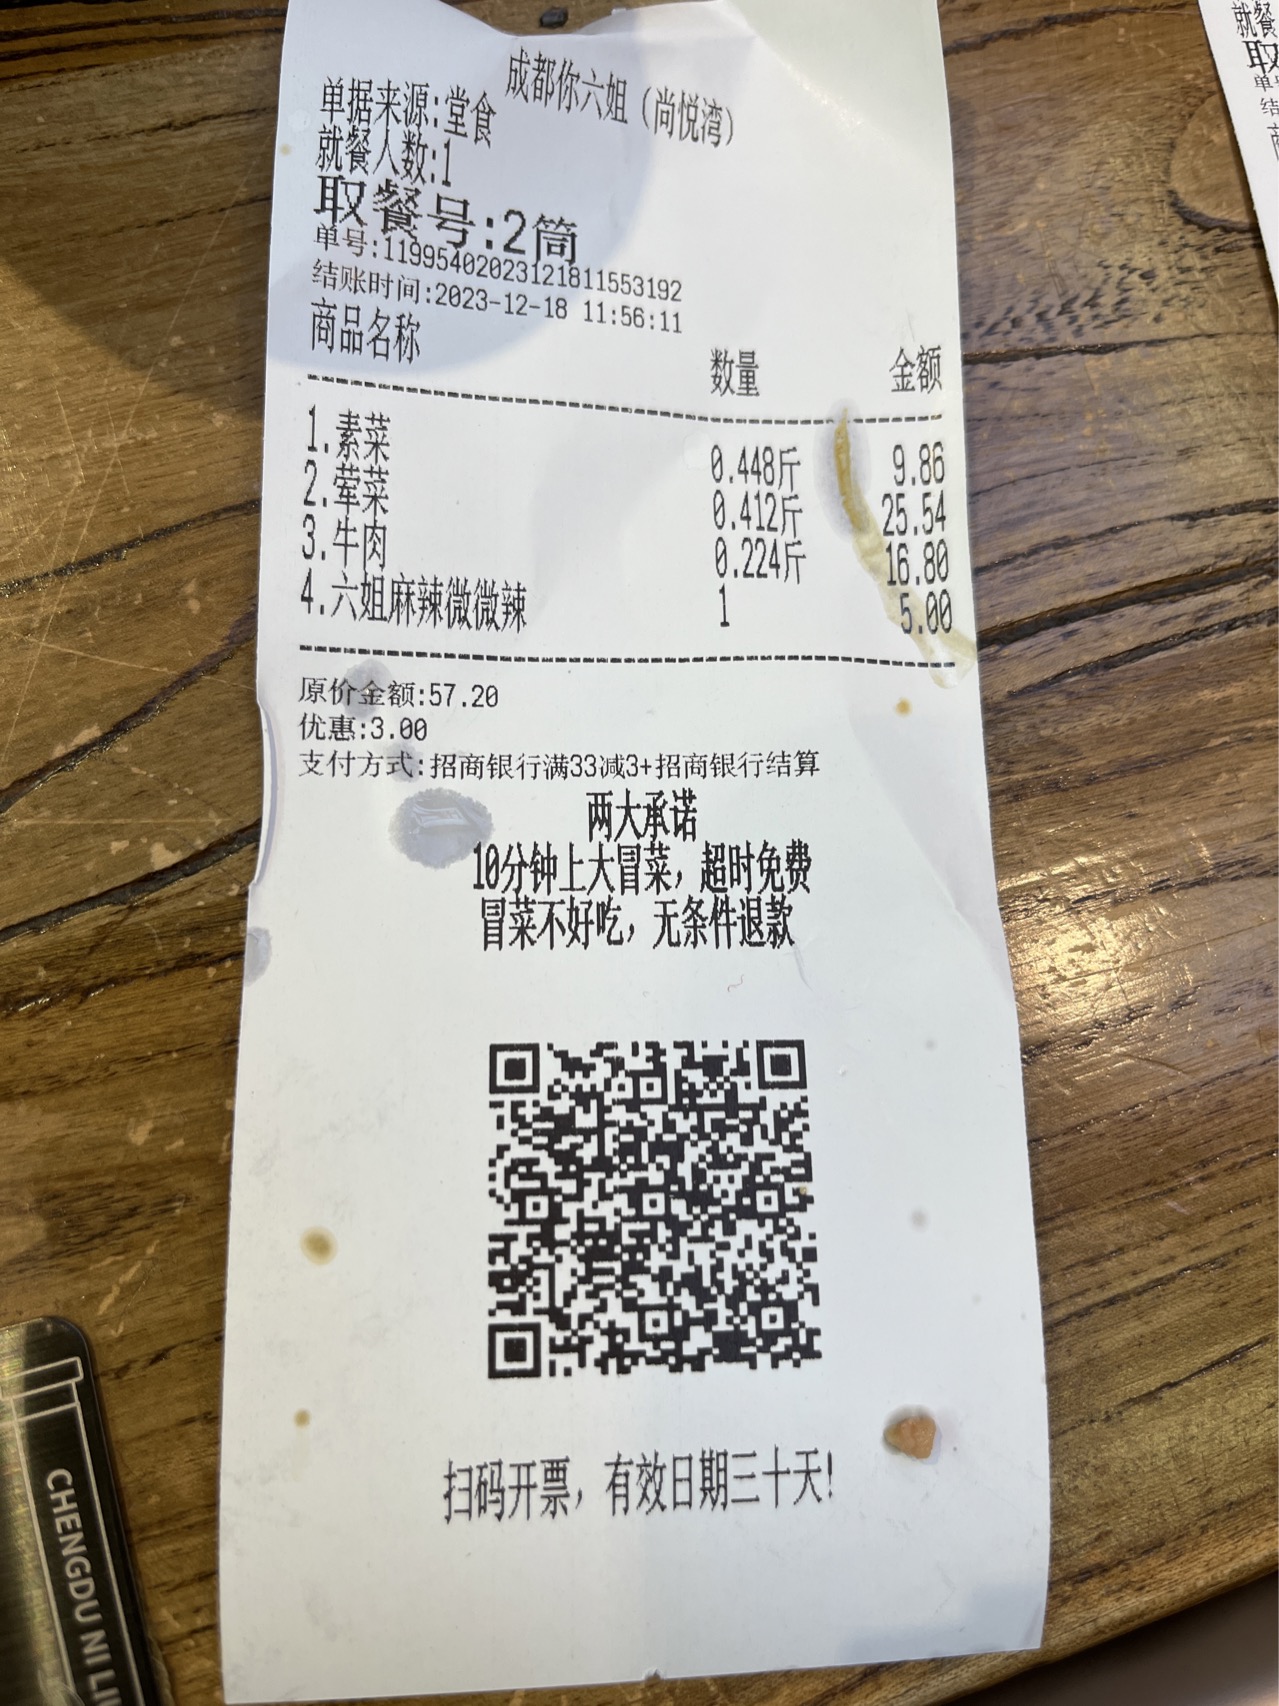 成都你六姐（尚悦湾）
单据来源:堂食
就餐人数:1
取餐号:2筒
单号:11995402023121811553192
结账时间:2023-12-18 11:56:11
商品名称 数量 金额
1.素菜 0.448斤 9.86
2.荤菜 0.412斤 25.54
3.牛肉 0.224斤 16.80
4.六姐麻辣微微辣 1 5.00
原价金额:57.20
优惠:3.00
支付方式:招商银行满33减3+招商银行结算
两大承诺
10分钟上大冒菜，超时免费
冒菜不好吃，无条件退款
扫码开票，有效日期三十天!
CHENGDU NI LI
就餐
取
单
结